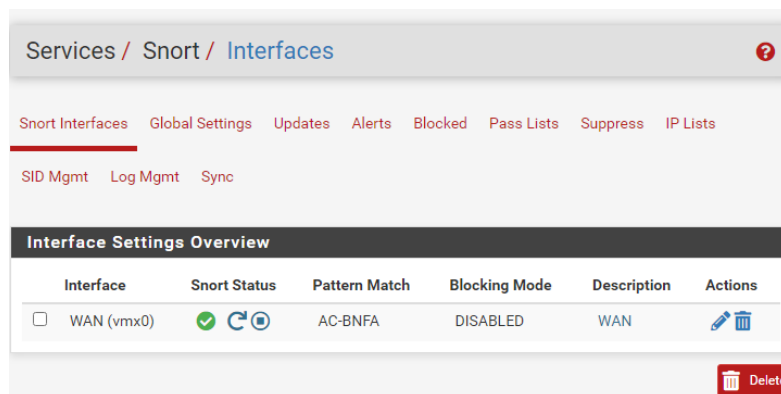 Services / Snort / Interfaces
Snort Interfaces Global Settings Updates Alerts Blocked Pass Lists Suppress IP Lists
SID Mgmt Log Mgmt Sync
Interface Settings Overview
Interface Snort Status Pattern Match Blocking Mode Description Actions
WAN (vmx0) AC-BNFA DISABLED WAN
Delete